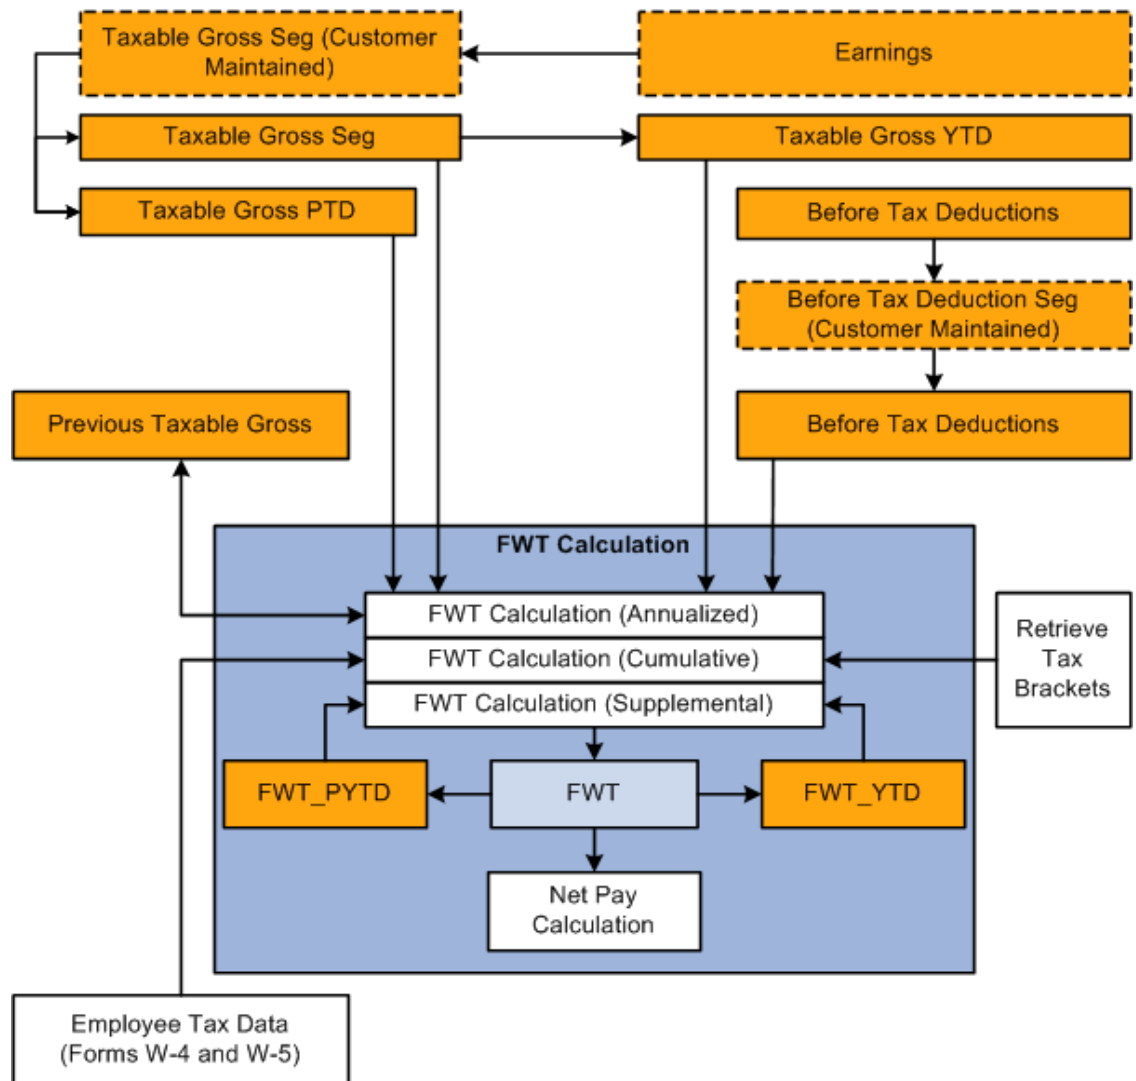 Taxable Gross Seg (Customer
Maintained)
Earnings
Taxable Gross Seg
Taxable Gross YTD
Taxable Gross PTD
Before Tax Deductions
Before Tax Deduction Seg
(Customer Maintained)
Previous Taxable Gross
Before Tax Deductions
FWT Calculation
FWT Calculation (Annualized)
FWT Calculation (Cumulative)
FWT Calculation (Supplemental)
Retrieve
Tax
Brackets
FWT_PYTD
FWT
FWT_YTD
Net Pay
Calculation
Employee Tax Data
(Forms W-4 and W-5)